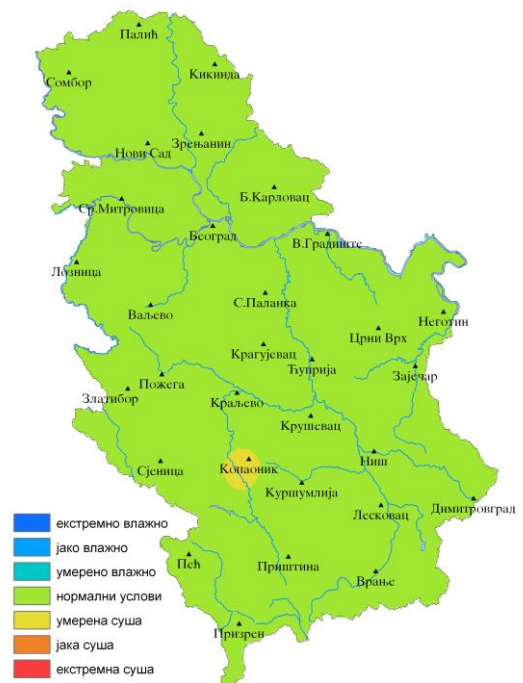 Палић
Сомбор
Кикинда
Зрењанин
Нови Сад
Б.Карловац
Ср.Митровица
Београд
В.Градиште
Лозница
С.Паланка
Ваљево
Неготин
Црни Врх
Крагујевац
Ћуприја
Зајечар
Пожега
Златибор
Краљево
Крушевац
Ниш
Копаоник
Сјеница
Куршумлија
Димитровград
Лесковац
Пећ
Приштина
Врање
Призрен
екстремно влажно
јако влажно
умерено влажно
нормални услови
умерена суша
јака суша
екстремна суша